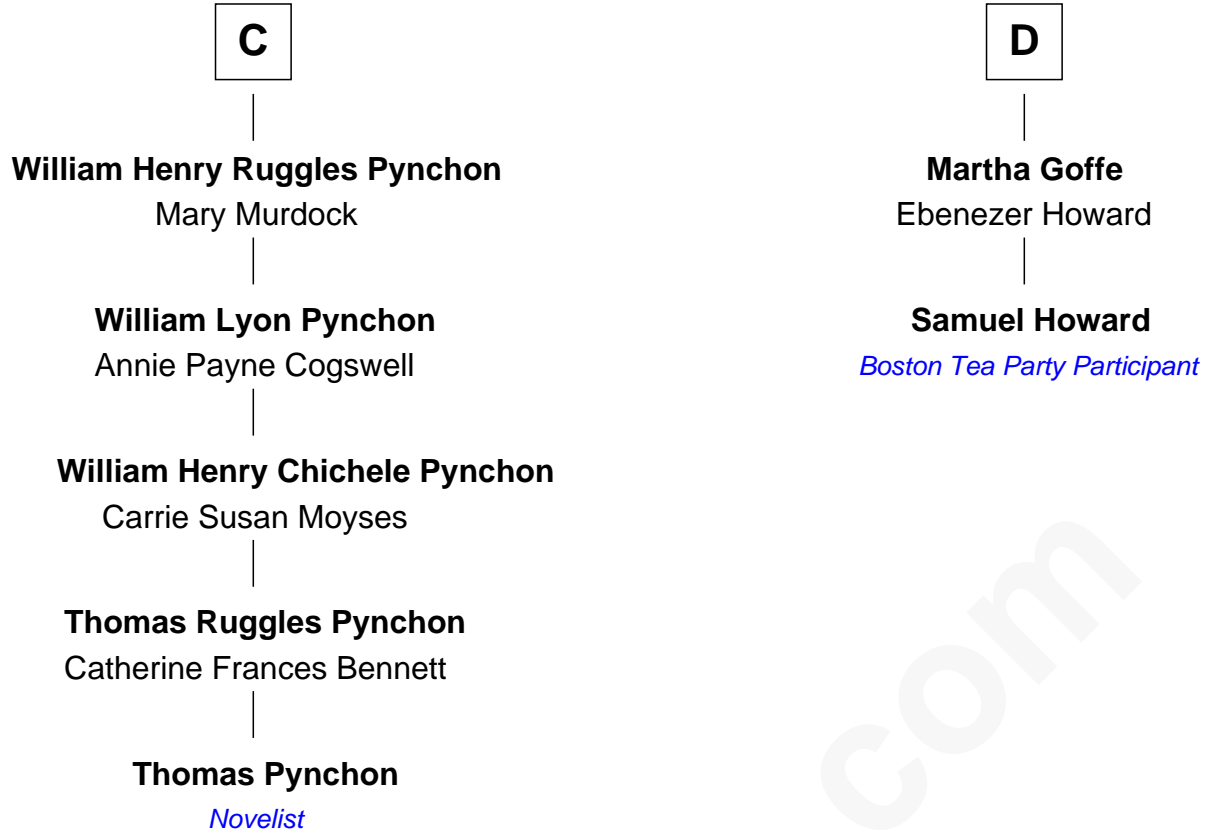 C
William Henry Ruggles Pynchon
Mary Murdock
William Lyon Pynchon
Annie Payne Cogswell
William Henry Chichele Pynchon
Carrie Susan Moyses
Thomas Ruggles Pynchon
Catherine Frances Bennett
Thomas Pynchon
Novelist
D
Martha Goffe
Ebenezer Howard
Samuel Howard
Boston Tea Party Participant
com